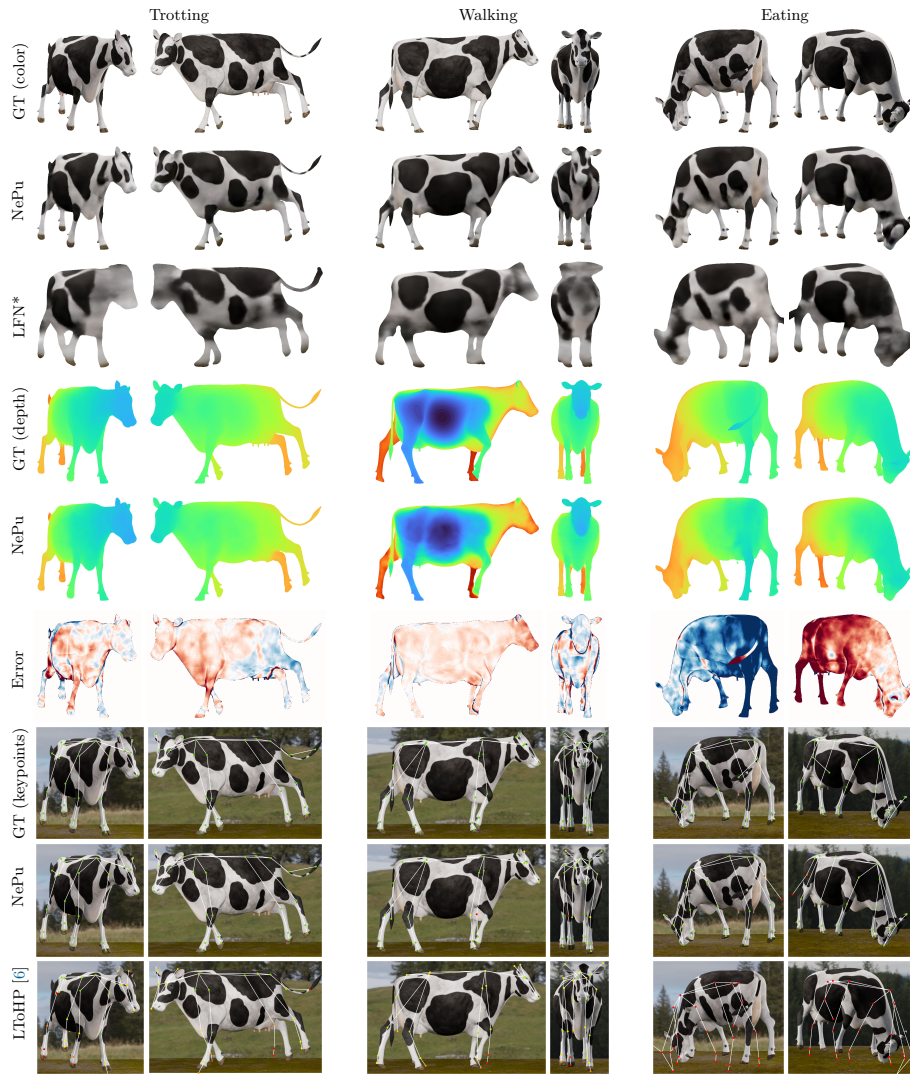 Trotting
Walking
Eating
GT (color)
NePu
LFN*
GT (depth)
NePu
Error
GT (keypoints)
NePu
LToHP [6]